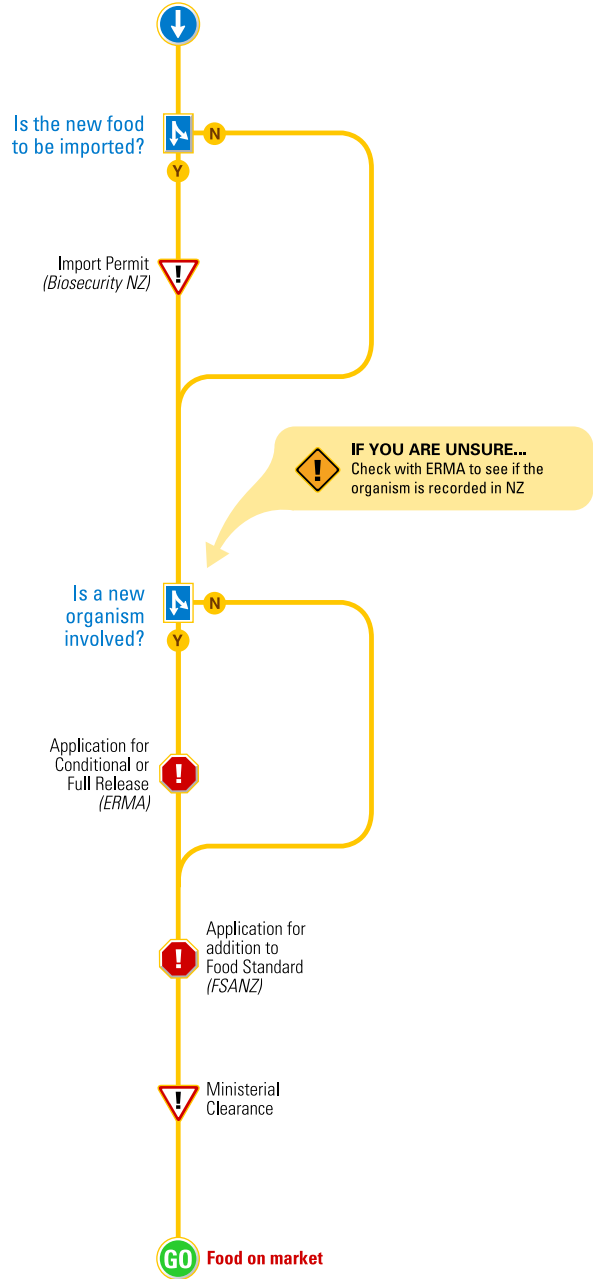 Is the new food
to be imported?
N
Y
!
Import Permit
(Biosecurity NZ)
!
IF YOU ARE UNSURE...
Check with ERMA to see if the
organism is recorded in NZ
Is a new
organism
involved?
N
Y
Application for
Conditional or
Full Release
(ERMA)
!
!
Application for
addition to
Food Standard
(FSANZ)
!
Ministerial
Clearance
GO
Food on market